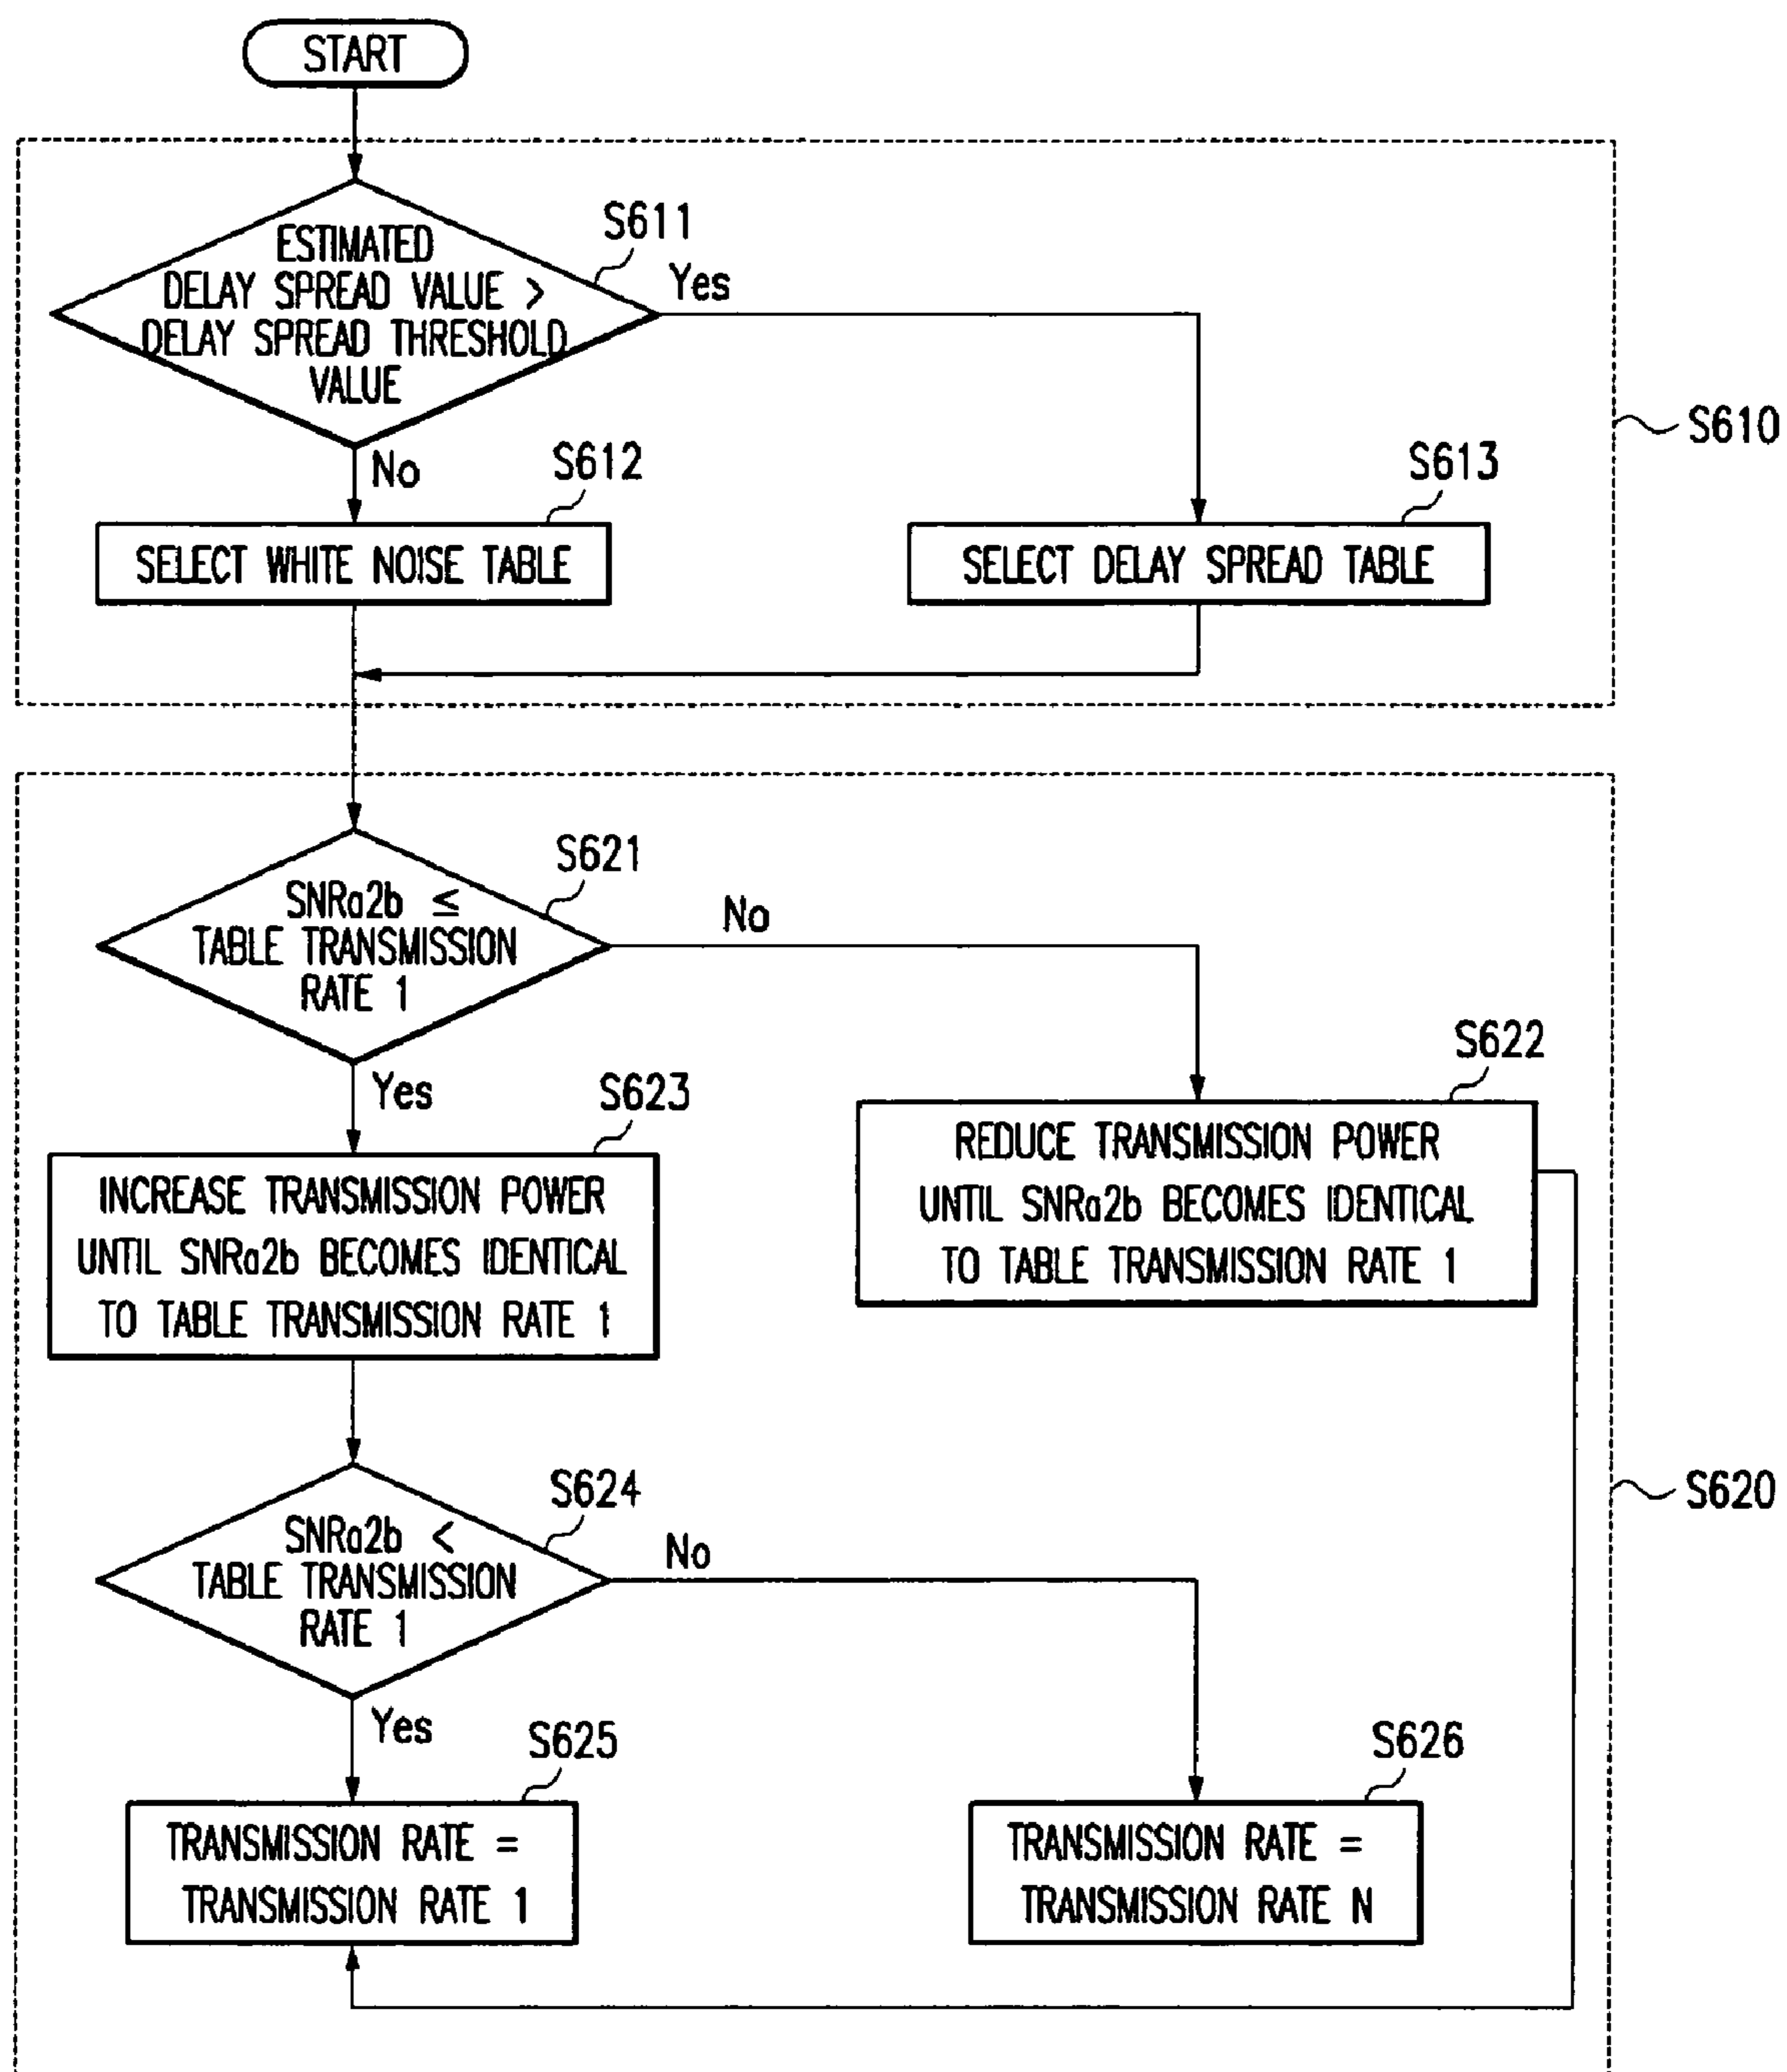 START
ESTIMATED
DELAY SPREAD VALUE >
DELAY SPREAD THRESHOLD
VALUE
S611
Yes
No
S610
S612
SELECT WHITE NOISE TABLE
S613
SELECT DELAY SPREAD TABLE
SNRa2b ≤
TABLE TRANSMISSION
RATE 1
S621
No
Yes
S622
REDUCE TRANSMISSION POWER
UNTIL SNRa2b BECOMES IDENTICAL
TO TABLE TRANSMISSION RATE 1
S623
INCREASE TRANSMISSION POWER
UNTIL SNRa2b BECOMES IDENTICAL
TO TABLE TRANSMISSION RATE 1
S620
SNRa2b <
TABLE TRANSMISSION
RATE 1
S624
No
Yes
S625
TRANSMISSION RATE =
TRANSMISSION RATE 1
S626
TRANSMISSION RATE =
TRANSMISSION RATE N